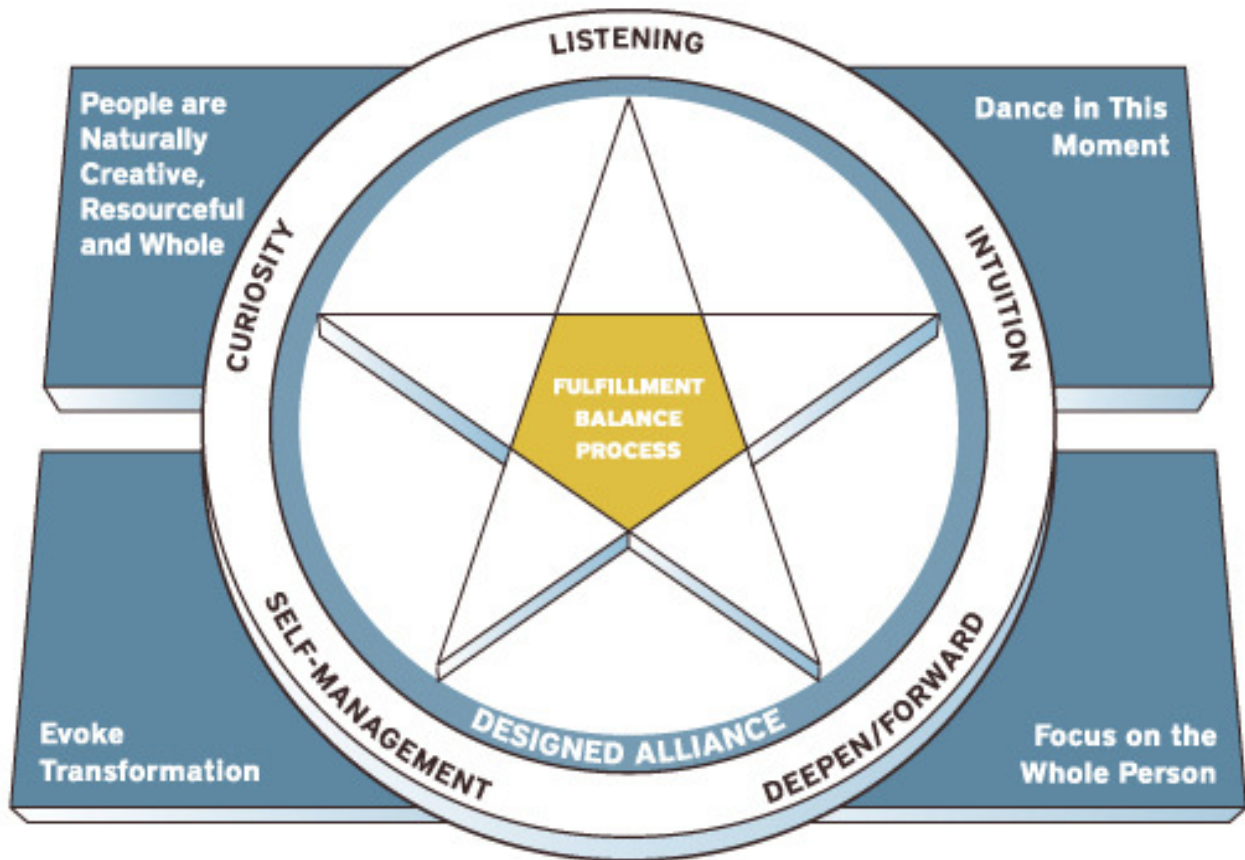 LISTENING
People are
Naturally
Creative,
Resourceful
and Whole
Dance in This
Moment
CURIOSITY
INTUITION
FULFILLMENT
BALANCE
PROCESS
SELF-MANAGEMENT
DESIGNED ALLIANCE
DEEPEN/FORWARD
Evoke
Transformation
Focus on the
Whole Person